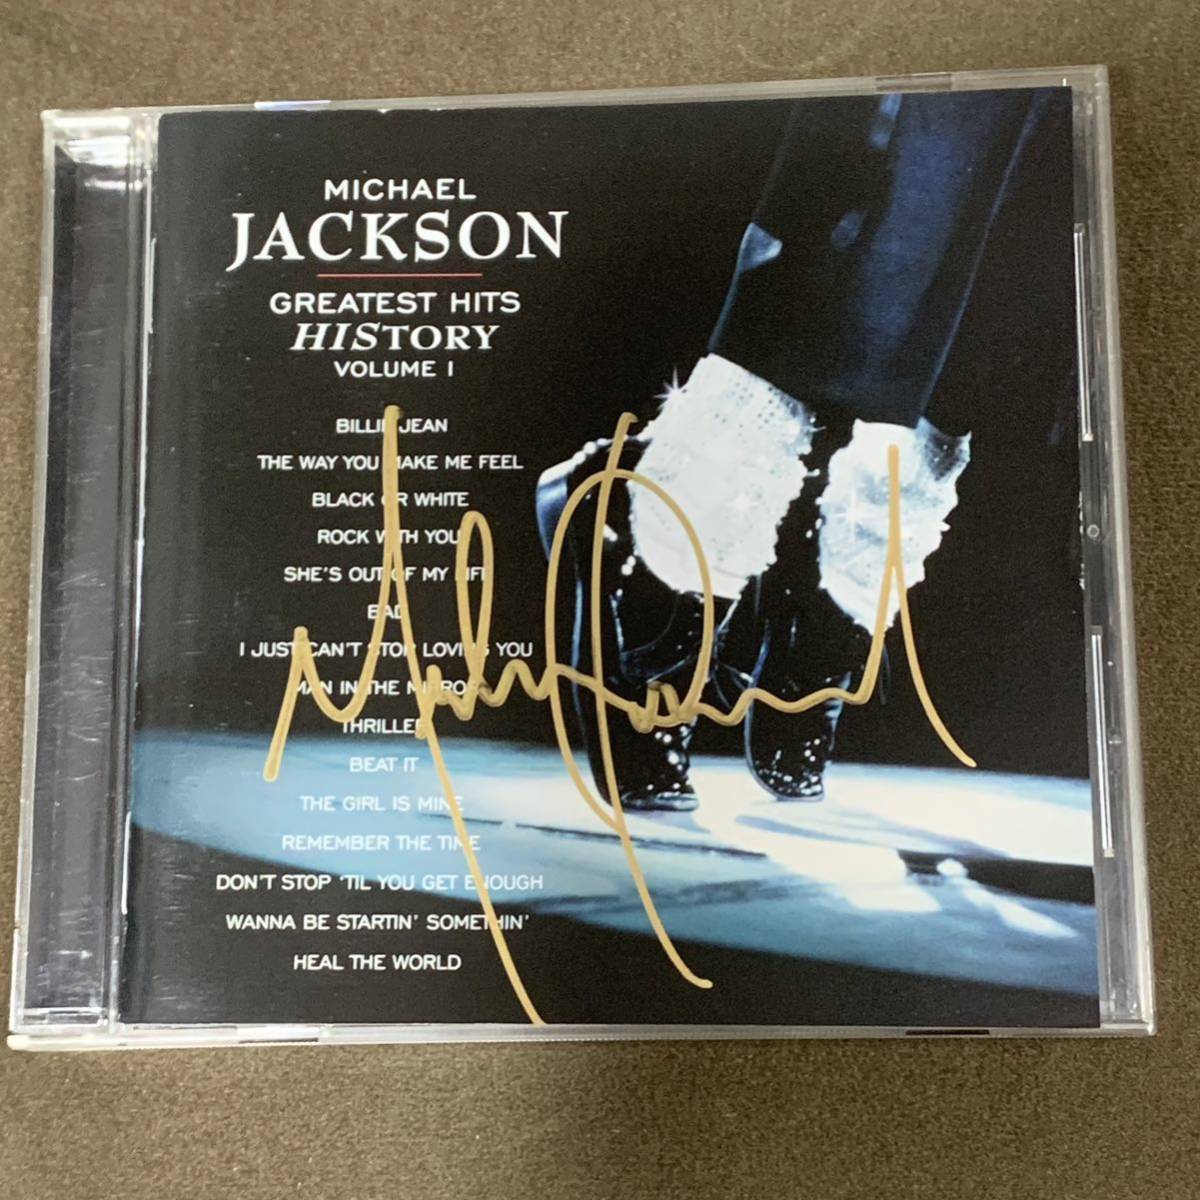 MICHAEL
JACKSON
GREATEST HITS
HISTORY
VOLUME I
BILLIE JEAN
THE WAY YOU MAKE ME FEEL
BLACK OR WHITE
ROCK WITH YOU
SHE'S OUT OF MY LIFE
BAD
I JUST CAN'T STOP LOVING YOU
MAN IN THE MIRROR
THRILLER
BEAT IT
THE GIRL IS MINE
REMEMBER THE TIME
DON'T STOP 'TIL YOU GET ENOUGH
WANNA BE STARTIN' SOMETHIN'
HEAL THE WORLD